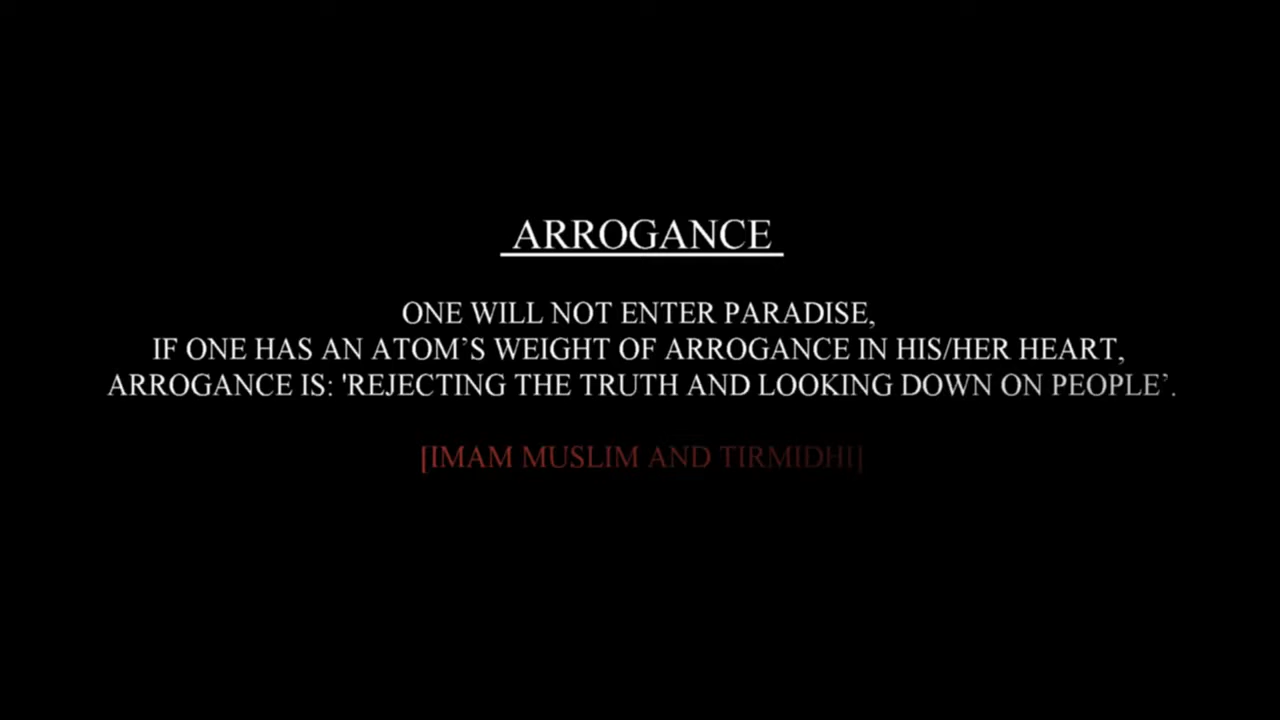 ARROGANCE
ONE WILL NOT ENTER PARADISE,
IF ONE HAS AN ATOM’S WEIGHT OF ARROGANCE IN HIS/HER HEART,
ARROGANCE IS: 'REJECTING THE TRUTH AND LOOKING DOWN ON PEOPLE’.
[IMAM MUSLIM AND TIRMIDHI]